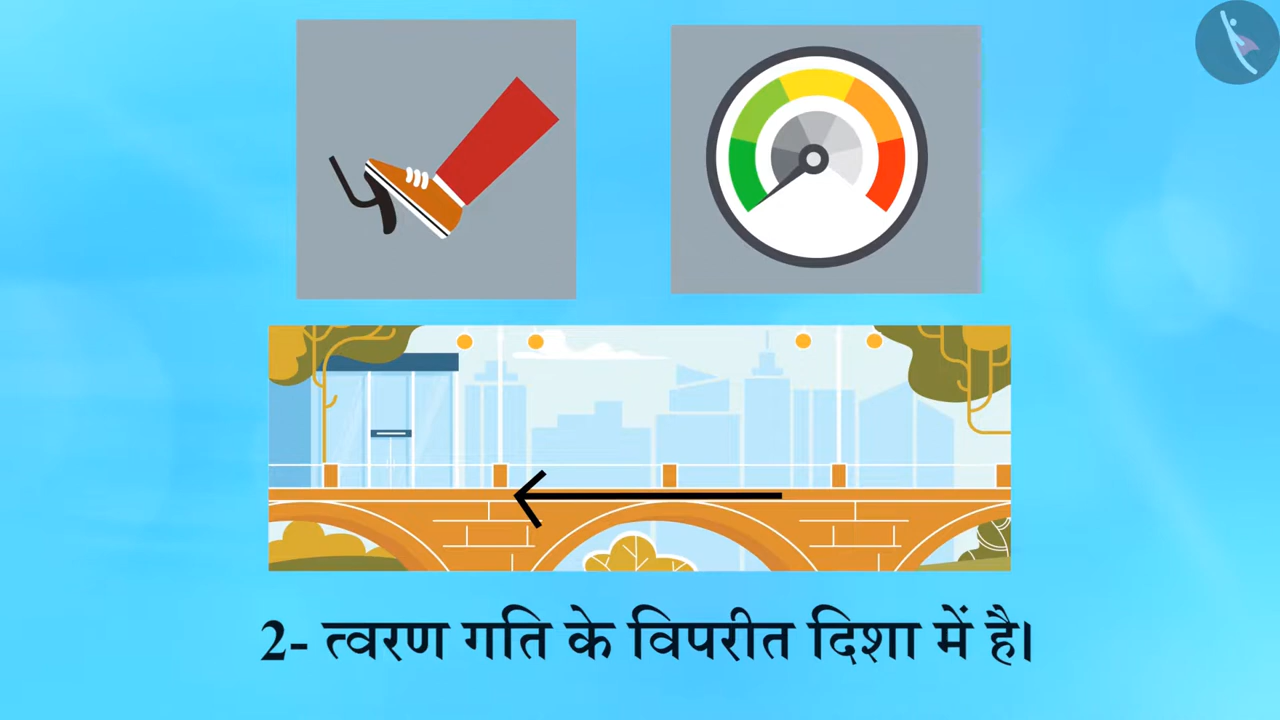 2- त्वरण गति के विपरीत दिशा में है।